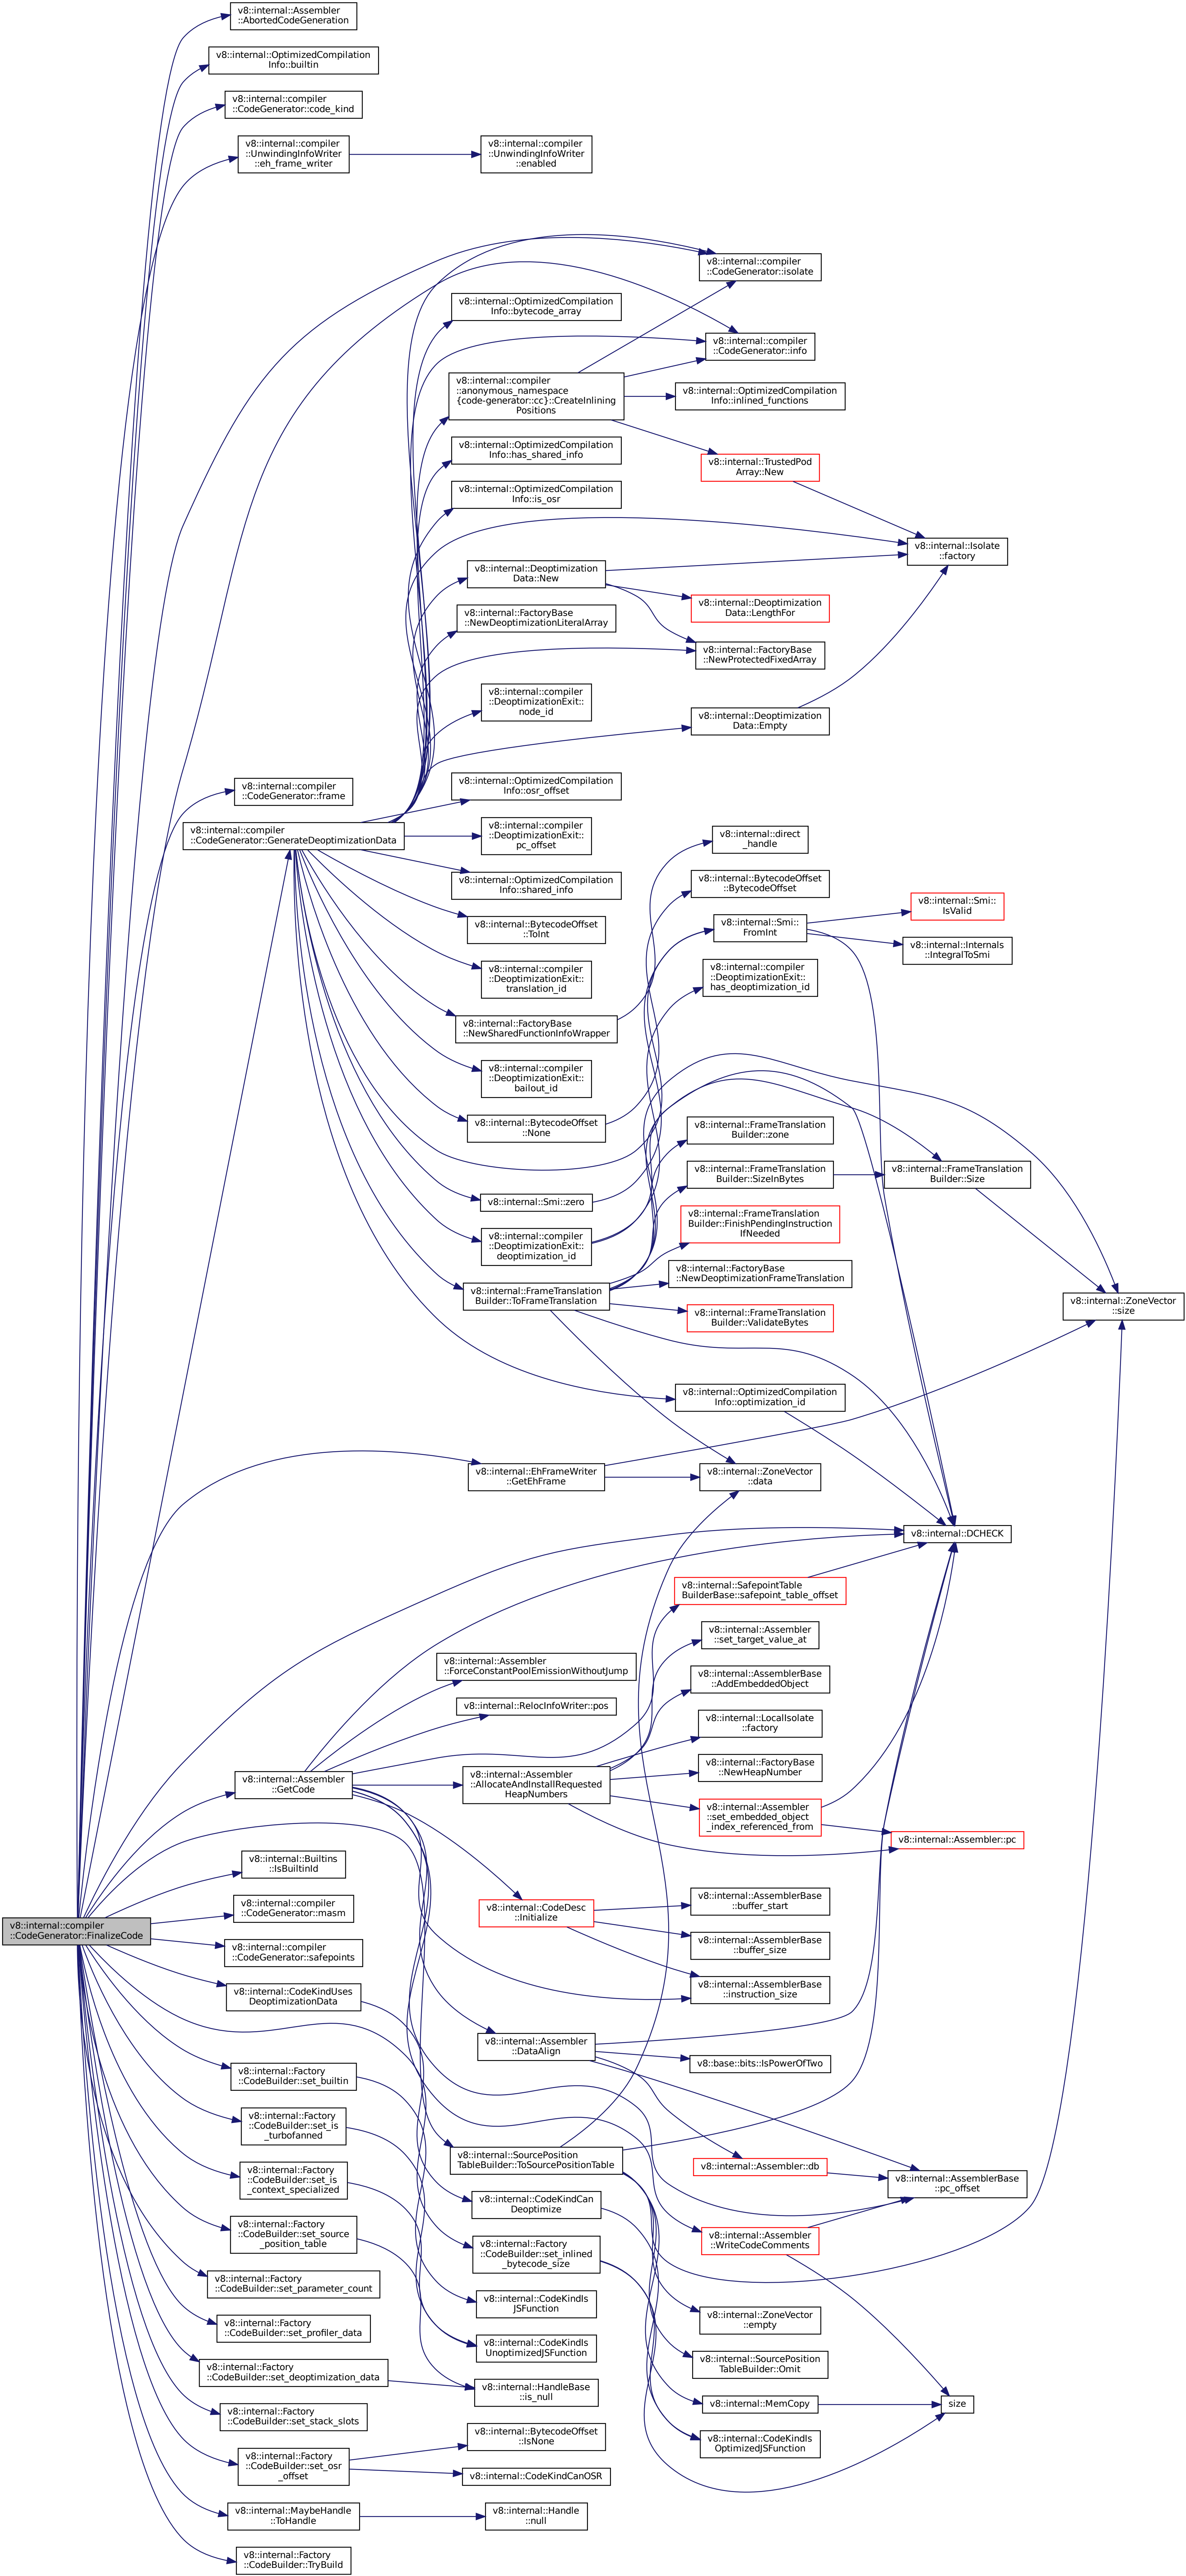 v8::internal::Assembler
::AbortedCodeGeneration
v8::internal::OptimizedCompilation
Info::builtin
v8::internal::compiler
::CodeGenerator::code_kind
v8::internal::compiler
::UnwindingInfoWriter
::eh_frame_writer
v8::internal::compiler
::UnwindingInfoWriter
::enabled
v8::internal::compiler
::CodeGenerator::isolate
v8::internal::OptimizedCompilation
Info::bytecode_array
v8::internal::compiler
::CodeGenerator::info
v8::internal::compiler
::anonymous_namespace
{code-generator::cc}::CreateInlining
Positions
v8::internal::OptimizedCompilation
Info::inlined_functions
v8::internal::OptimizedCompilation
Info::has_shared_info
v8::internal::TrustedPod
Array::New
v8::internal::OptimizedCompilation
Info::is_osr
v8::internal::Isolate
::factory
v8::internal::Deoptimization
Data::New
v8::internal::Deoptimization
Data::LengthFor
v8::internal::FactoryBase
::NewDeoptimizationLiteralArray
v8::internal::FactoryBase
::NewProtectedFixedArray
v8::internal::compiler
::DeoptimizationExit::
node_id
v8::internal::Deoptimization
Data::Empty
v8::internal::compiler
::CodeGenerator::frame
v8::internal::OptimizedCompilation
Info::osr_offset
v8::internal::compiler
::CodeGenerator::GenerateDeoptimizationData
v8::internal::compiler
::DeoptimizationExit::
pc_offset
v8::internal::direct
_handle
v8::internal::OptimizedCompilation
Info::shared_info
v8::internal::BytecodeOffset
::BytecodeOffset
v8::internal::BytecodeOffset
::ToInt
v8::internal::Smi::
FromInt
v8::internal::Smi::
IsValid
v8::internal::Internals
::IntegralToSmi
v8::internal::compiler
::DeoptimizationExit::
translation_id
v8::internal::compiler
::DeoptimizationExit::
has_deoptimization_id
v8::internal::FactoryBase
::NewSharedFunctionInfoWrapper
v8::internal::compiler
::DeoptimizationExit::
bailout_id
v8::internal::BytecodeOffset
::None
v8::internal::FrameTranslation
Builder::zone
v8::internal::FrameTranslation
Builder::SizeInBytes
v8::internal::FrameTranslation
Builder::Size
v8::internal::Smi::zero
v8::internal::FrameTranslation
Builder::FinishPendingInstruction
IfNeeded
v8::internal::compiler
::DeoptimizationExit::
deoptimization_id
v8::internal::FactoryBase
::NewDeoptimizationFrameTranslation
v8::internal::FrameTranslation
Builder::ToFrameTranslation
v8::internal::FrameTranslation
Builder::ValidateBytes
v8::internal::ZoneVector
::size
v8::internal::OptimizedCompilation
Info::optimization_id
v8::internal::EhFrameWriter
::GetEhFrame
v8::internal::ZoneVector
::data
v8::internal::DCHECK
v8::internal::SafepointTable
BuilderBase::safepoint_table_offset
v8::internal::Assembler
::set_target_value_at
v8::internal::Assembler
::ForceConstantPoolEmissionWithoutJump
v8::internal::AssemblerBase
::AddEmbeddedObject
v8::internal::RelocInfoWriter::pos
v8::internal::LocalIsolate
::factory
v8::internal::Assembler
::GetCode
v8::internal::Assembler
::AllocateAndInstallRequested
HeapNumbers
v8::internal::FactoryBase
::NewHeapNumber
v8::internal::Assembler
::set_embedded_object
_index_referenced_from
v8::internal::Assembler::pc
v8::internal::Builtins
::IsBuiltinId
v8::internal::compiler
::CodeGenerator::masm
v8::internal::CodeDesc
::Initialize
v8::internal::AssemblerBase
::buffer_start
v8::internal::compiler
::CodeGenerator::FinalizeCode
v8::internal::AssemblerBase
::buffer_size
v8::internal::compiler
::CodeGenerator::safepoints
v8::internal::AssemblerBase
::instruction_size
v8::internal::CodeKindUses
DeoptimizationData
v8::internal::Assembler
::DataAlign
v8::base::bits::IsPowerOfTwo
v8::internal::Factory
::CodeBuilder::set_builtin
v8::internal::Factory
::CodeBuilder::set_is
_turbofanned
v8::internal::SourcePosition
TableBuilder::ToSourcePositionTable
v8::internal::Assembler::db
v8::internal::AssemblerBase
::pc_offset
v8::internal::Factory
::CodeBuilder::set_is
_context_specialized
v8::internal::CodeKindCan
Deoptimize
v8::internal::Factory
::CodeBuilder::set_source
_position_table
v8::internal::Assembler
::WriteCodeComments
v8::internal::Factory
::CodeBuilder::set_inlined
_bytecode_size
v8::internal::Factory
::CodeBuilder::set_parameter_count
v8::internal::CodeKindIs
JSFunction
v8::internal::ZoneVector
::empty
v8::internal::Factory
::CodeBuilder::set_profiler_data
v8::internal::CodeKindIs
UnoptimizedJSFunction
v8::internal::SourcePosition
TableBuilder::Omit
v8::internal::Factory
::CodeBuilder::set_deoptimization_data
v8::internal::HandleBase
::is_null
v8::internal::MemCopy
size
v8::internal::Factory
::CodeBuilder::set_stack_slots
v8::internal::CodeKindIs
OptimizedJSFunction
v8::internal::BytecodeOffset
::IsNone
v8::internal::Factory
::CodeBuilder::set_osr
_offset
v8::internal::CodeKindCanOSR
v8::internal::MaybeHandle
::ToHandle
v8::internal::Handle
::null
v8::internal::Factory
::CodeBuilder::TryBuild